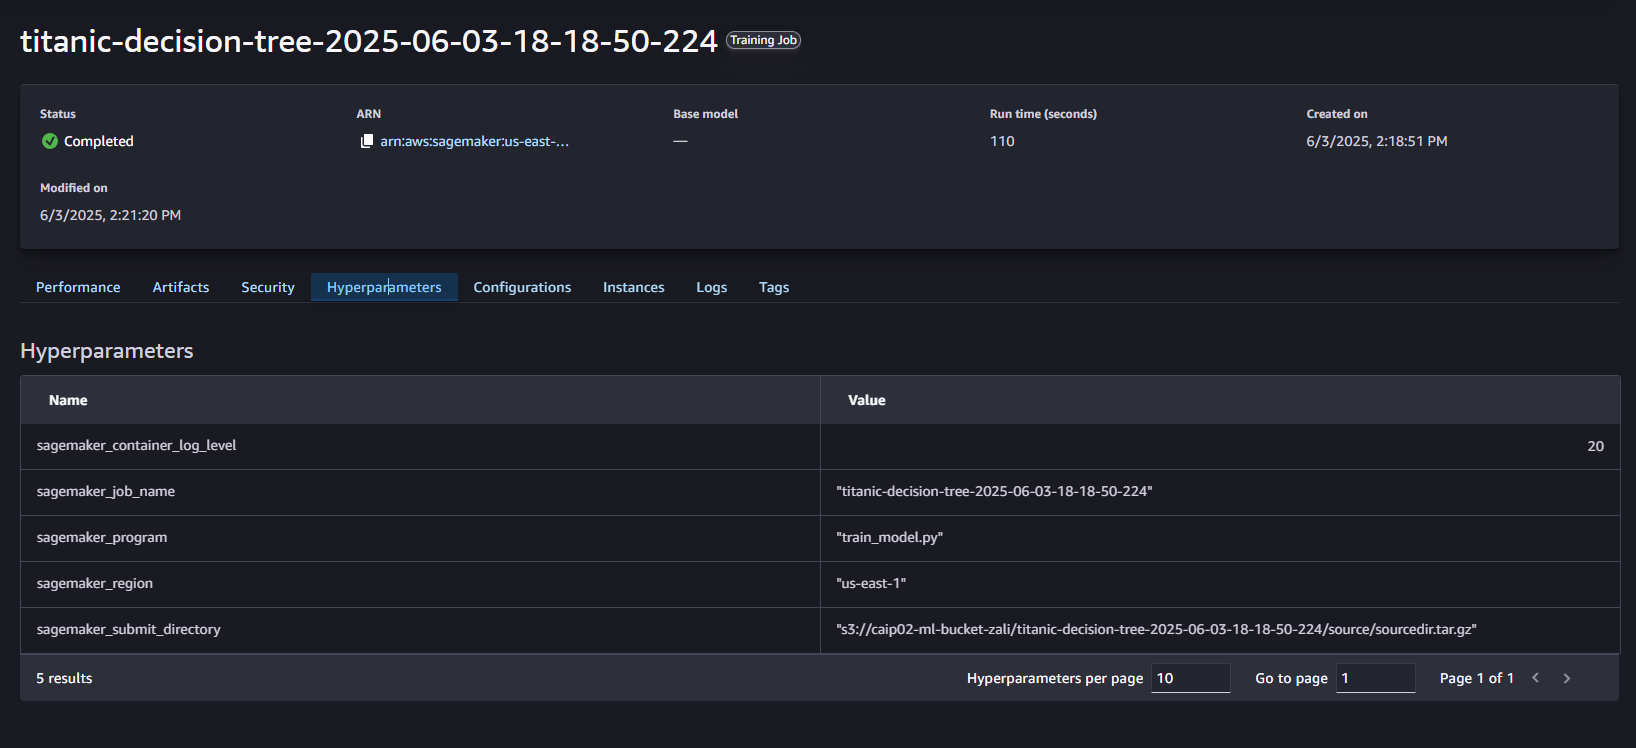 titanic-decision-tree-2025-06-03-18-18-50-224 Training Job
Status ARN Base model Run time (seconds) Created on
Completed arn:aws:sagemaker:us-east-... — 110 6/3/2025, 2:18:51 PM
Modified on
6/3/2025, 2:21:20 PM
Performance Artifacts Security Hyperparameters Configurations Instances Logs Tags
Hyperparameters
Name Value
sagemaker_container_log_level 20
sagemaker_job_name "titanic-decision-tree-2025-06-03-18-18-50-224"
sagemaker_program "train_model.py"
sagemaker_region "us-east-1"
sagemaker_submit_directory "s3://caip02-ml-bucket-zali/titanic-decision-tree-2025-06-03-18-18-50-224/source/sourcedir.tar.gz"
5 results Hyperparameters per page 10 Go to page 1 Page 1 of 1